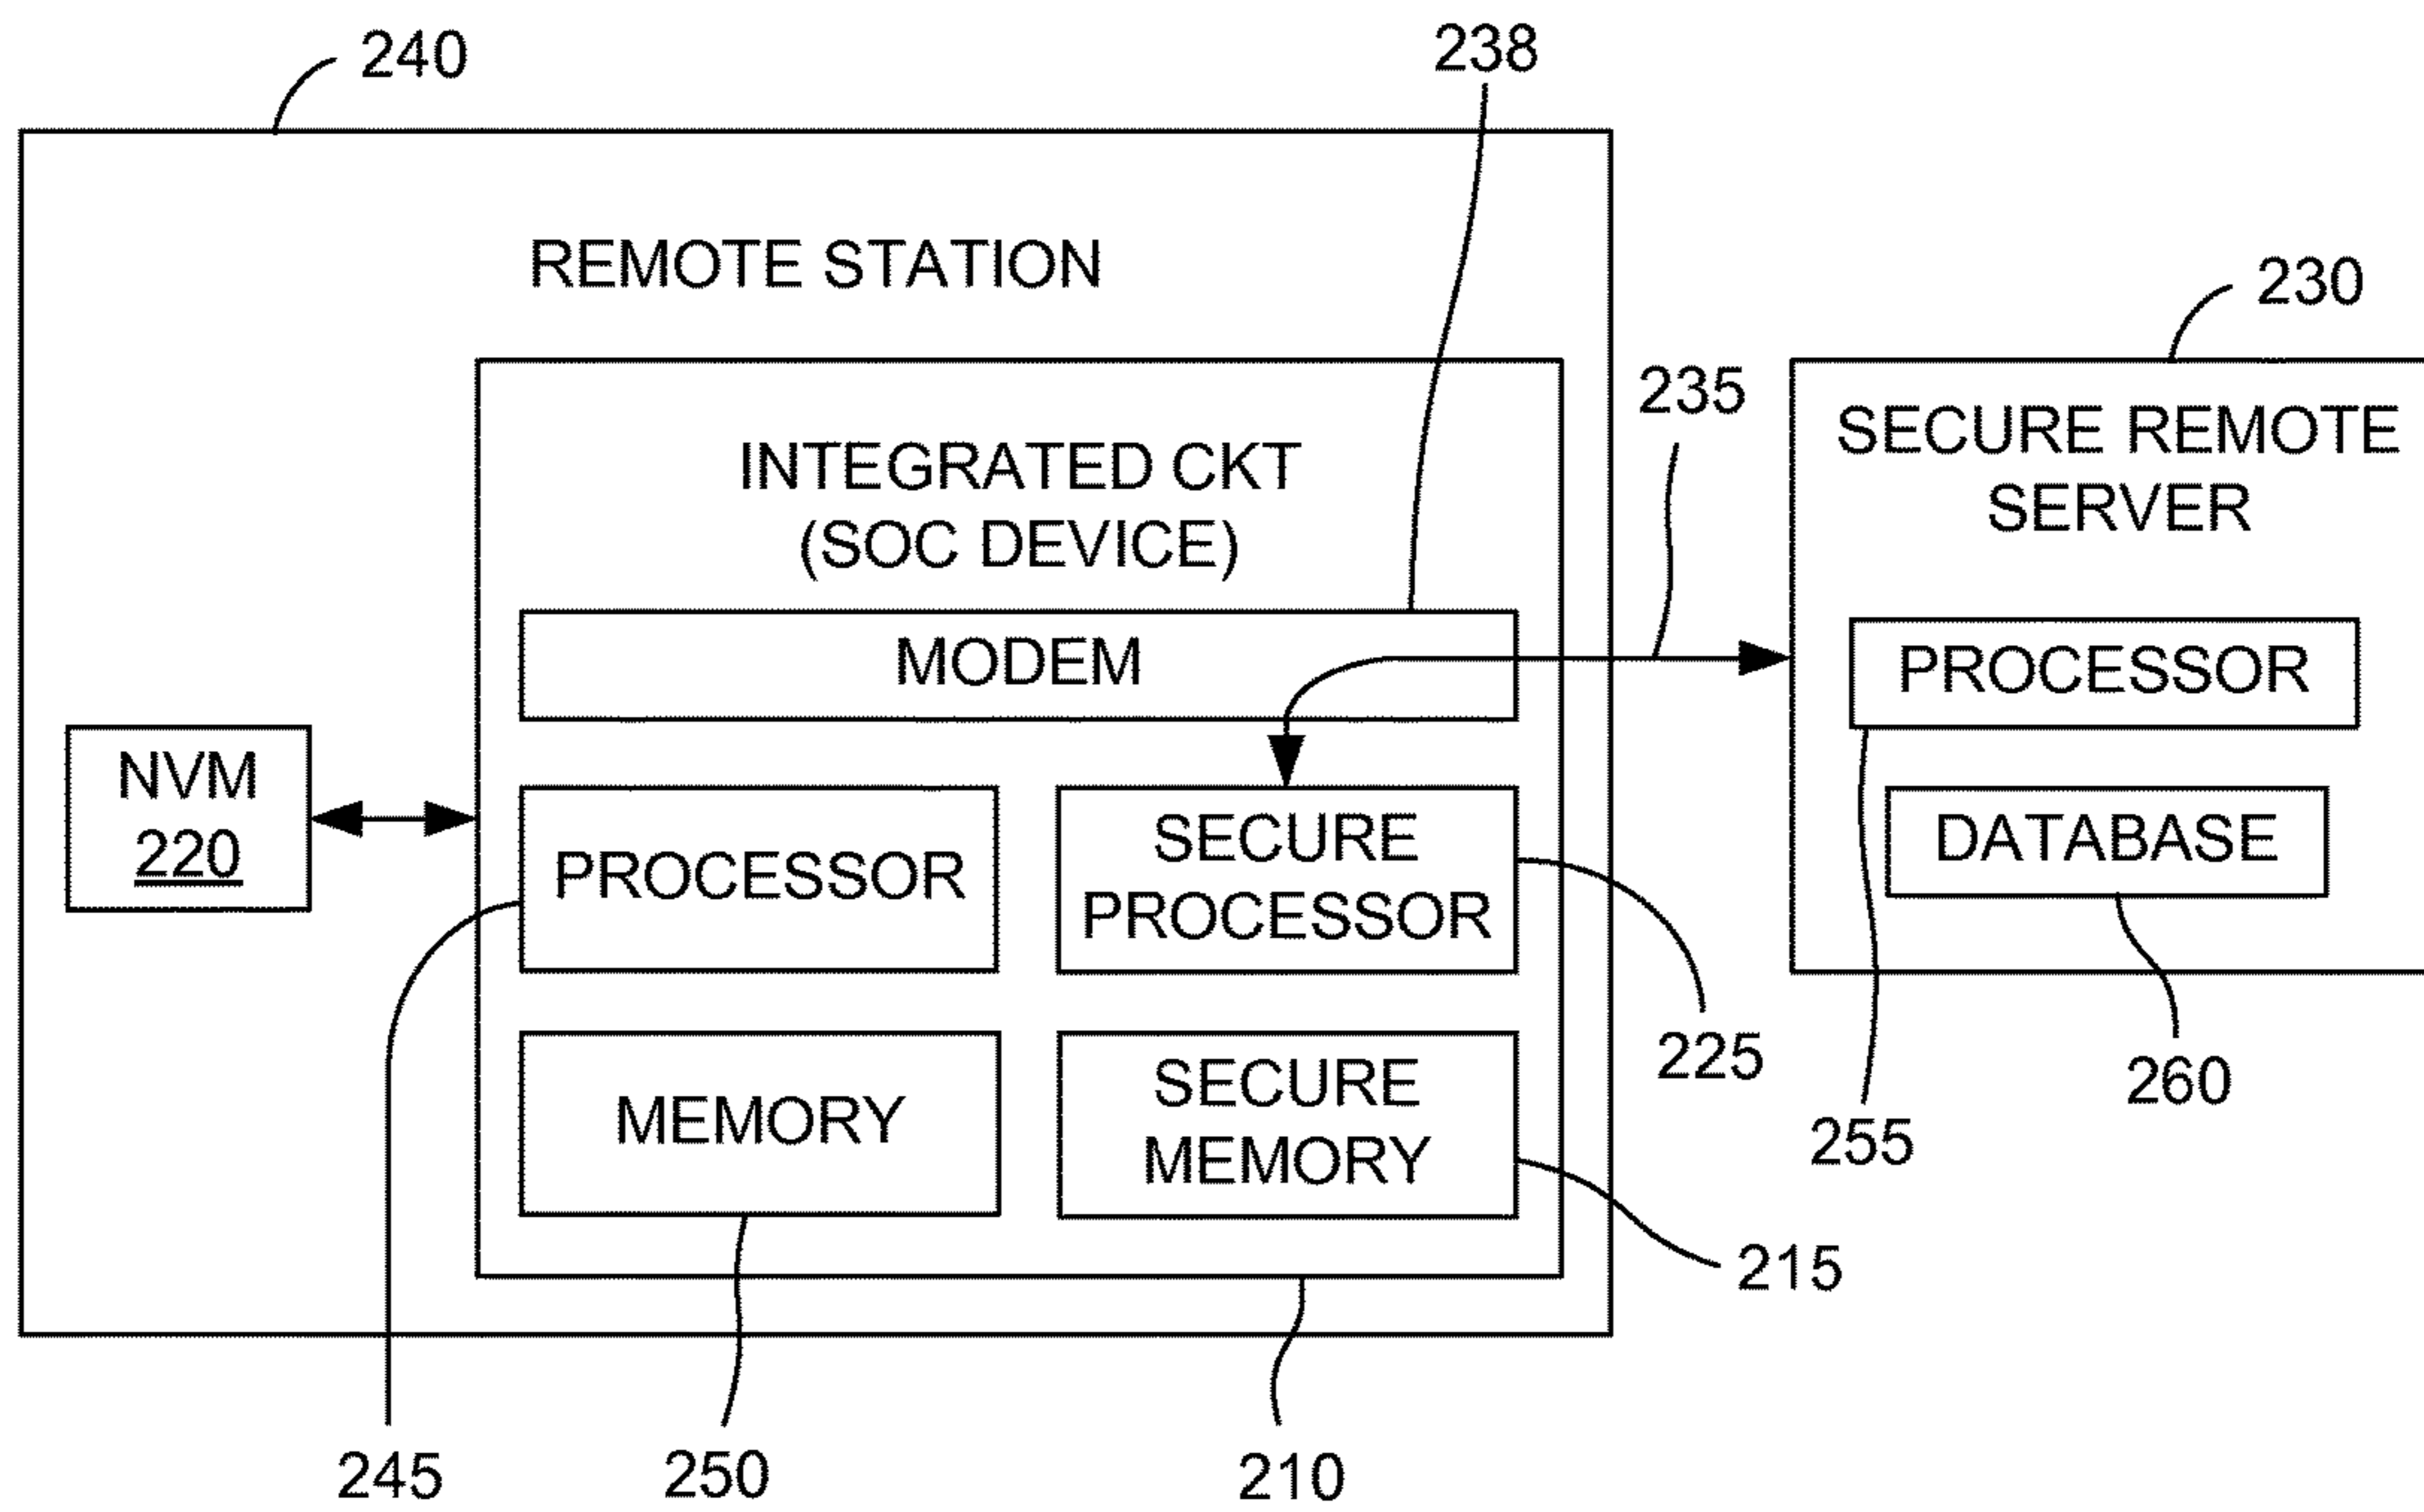 240
238
REMOTE STATION
230
235
INTEGRATED CKT
(SOC DEVICE)
SECURE REMOTE
SERVER
MODEM
PROCESSOR
NVM
220
PROCESSOR
SECURE
PROCESSOR
DATABASE
MEMORY
SECURE
MEMORY
225
260
255
215
245
250
210